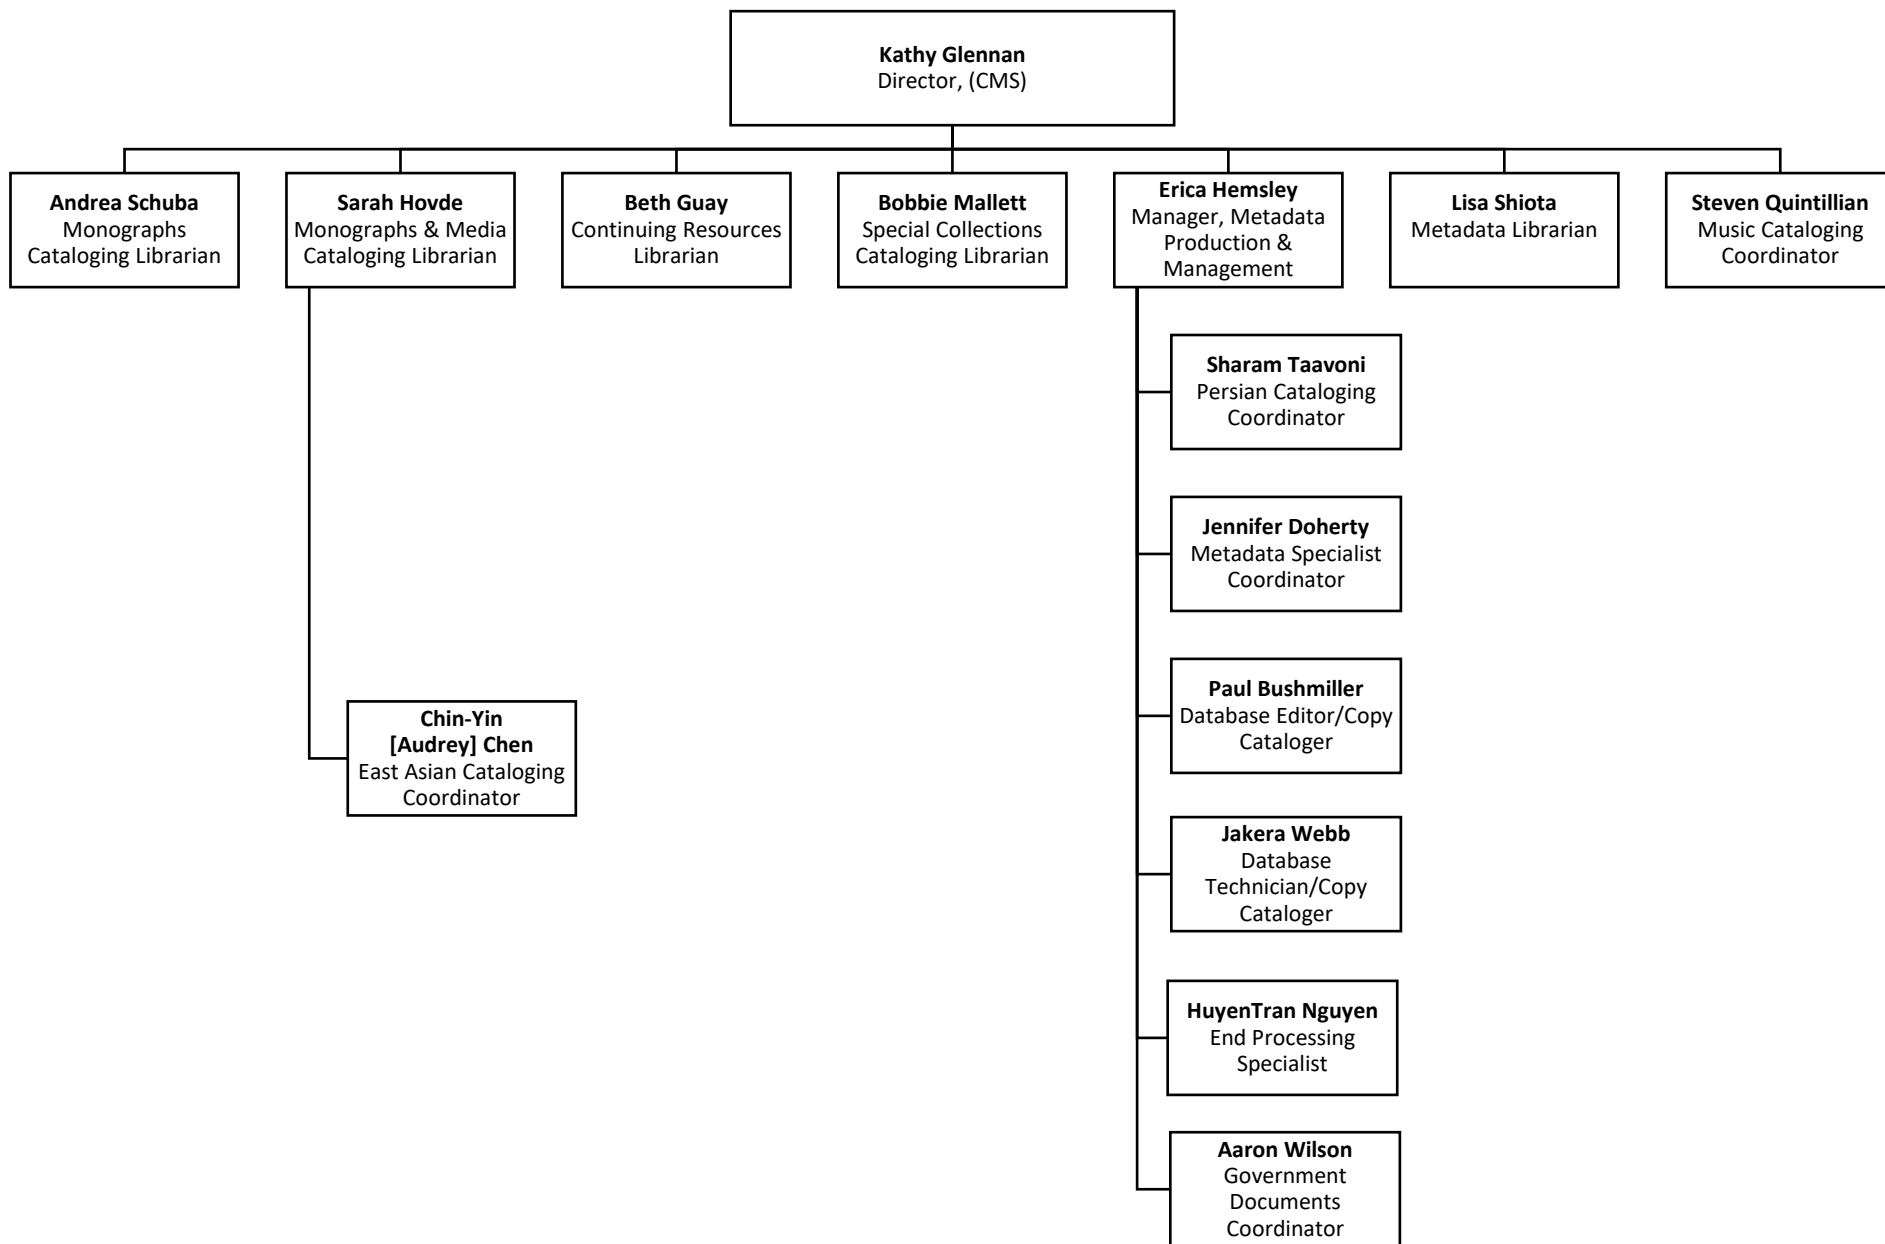 Kathy Glennan
Director, (CMS)
Andrea Schuba
Monographs
Cataloging Librarian
Sarah Hovde
Monographs & Media
Cataloging Librarian
Beth Guay
Continuing Resources
Librarian
Bobbie Mallett
Special Collections
Cataloging Librarian
Erica Hemsley
Manager, Metadata
Production &
Management
Lisa Shiota
Metadata Librarian
Steven Quintillian
Music Cataloging
Coordinator
Sharam Taavoni
Persian Cataloging
Coordinator
Jennifer Doherty
Metadata Specialist
Coordinator
Paul Bushmiller
Database Editor/Copy
Cataloger
Chin-Yin
[Audrey] Chen
East Asian Cataloging
Coordinator
Jakera Webb
Database
Technician/Copy
Cataloger
HuyenTran Nguyen
End Processing
Specialist
Aaron Wilson
Government
Documents
Coordinator